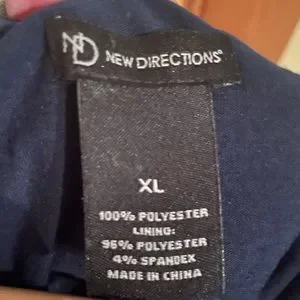 ND
NEW DIRECTIONS®
XL
100% POLYESTER
LINING:
96% POLYESTER
4% SPANDEX
MADE IN CHINA